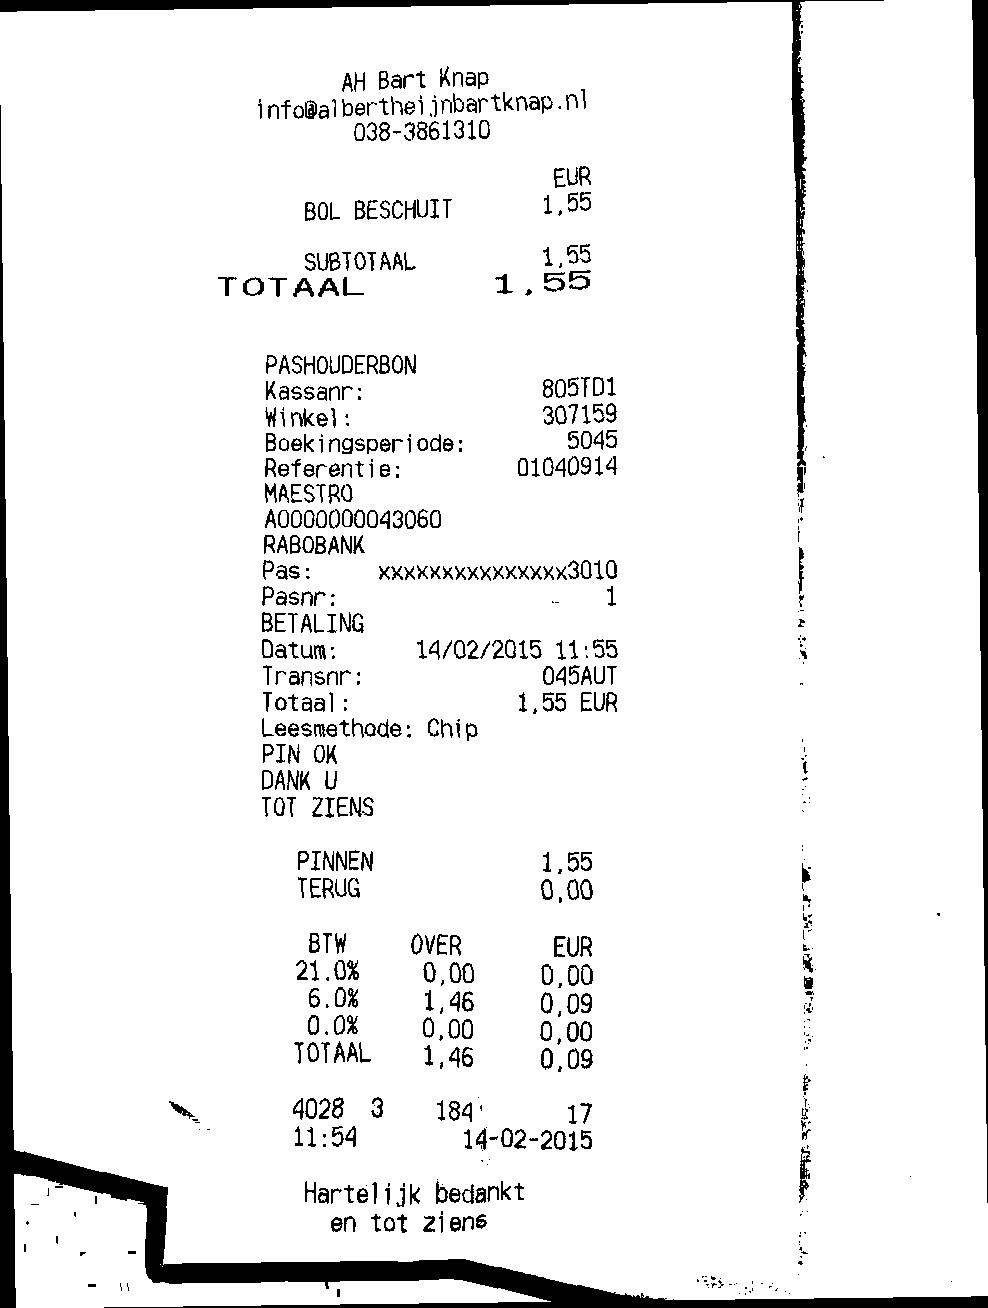 AH Bart Knap
info@albertheijnbartknap.nl
038-3861310
EUR
BOL BESCHUIT 1,55
SUBTOTAAL 1,55
TOTAAL 1,55
PASHOUDERBON
Kassanr: 805TD1
Winkel: 307159
Boekingsperiode: 5045
Referentie: 01040914
MAESTRO
A0000000043060
RABOBANK
Pas: xxxxxxxxxxxxxxx3010
Pasnr: 1
BETALING
Datum: 14/02/2015 11:55
Transnr: 045AUT
Totaal: 1,55 EUR
Leesmethode: Chip
PIN OK
DANK U
TOT ZIENS
PINNEN 1,55
TERUG 0,00
BTW OVER EUR
21.0% 0,00 0,00
6.0% 1,46 0,09
0.0% 0,00 0,00
TOTAAL 1,46 0,09
4028 3 184 17
11:54 14-02-2015
Hartelijk bedankt
en tot ziens